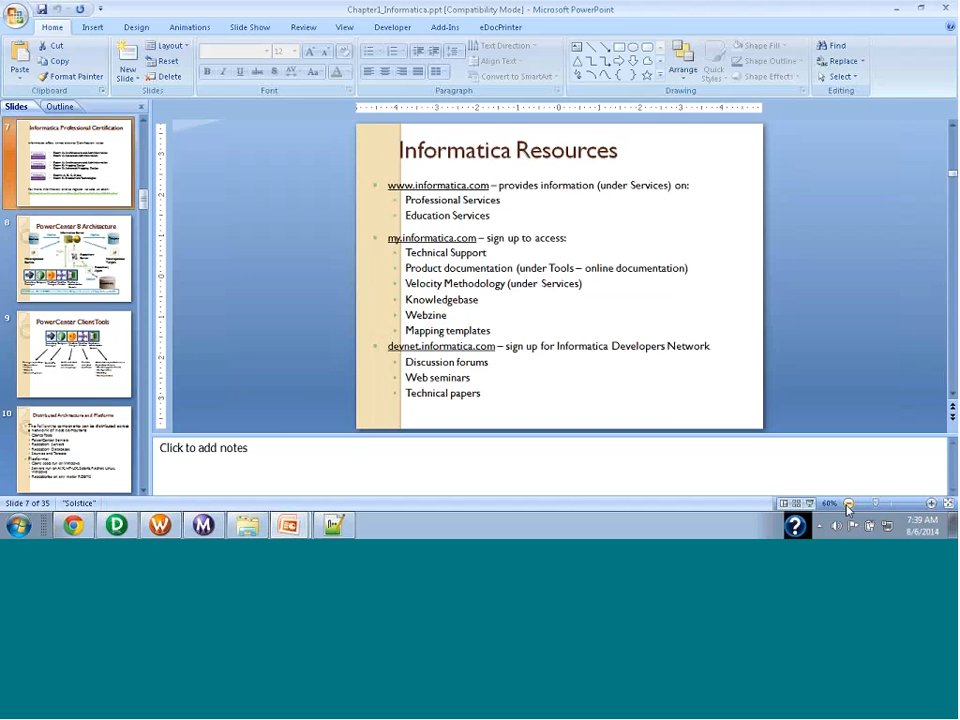 Chapter1_Informatica.ppt [Compatibility Mode] - Microsoft PowerPoint
Home Insert Design Animations Slide Show Review View Developer Add-Ins eDocPrinter
Paste Cut Copy Format Painter Clipboard
New Slide Layout Reset Delete Slides
12 Font
Text Direction Align Text Convert to SmartArt Paragraph
Arrange Quick Styles Shape Fill Shape Outline Shape Effects Drawing
Find Replace Select Editing
Slides Outline
7
Informatica Professional Certification
8
PowerCenter 8 Architecture
9
PowerCenter Client Tools
10
Distributed Architecture and Platforms
Informatica Resources
www.informatica.com – provides information (under Services) on:
Professional Services
Education Services
my.informatica.com – sign up to access:
Technical Support
Product documentation (under Tools – online documentation)
Velocity Methodology (under Services)
Knowledgebase
Webzine
Mapping templates
devnet.informatica.com – sign up for Informatica Developers Network
Discussion forums
Web seminars
Technical papers
Click to add notes
Slide 7 of 35 "Solstice" 60%
7:39 AM
8/6/2014